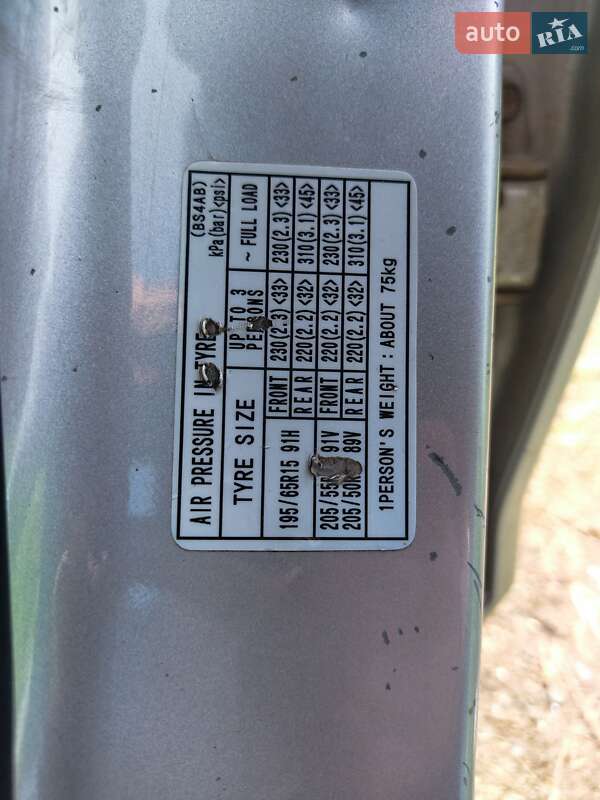 auto RIA .com
(BS4AB)
AIR PRESSURE IN TYRE kPa(bar)<psi>
TYRE SIZE UP TO 3 PERSONS ~ FULL LOAD
195/65R15 91H FRONT 230(2.3)<33> 230(2.3)<33>
REAR 220(2.2)<32> 310(3.1)<45>
205/55R 91V FRONT 220(2.2)<32> 230(2.3)<33>
205/50R 89V REAR 220(2.2)<32> 310(3.1)<45>
1PERSON'S WEIGHT : ABOUT 75kg